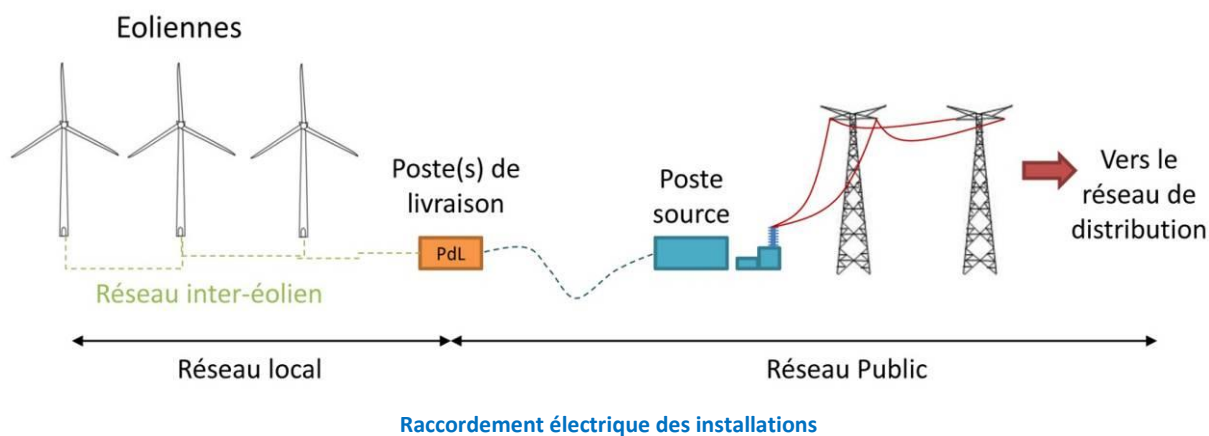 Eoliennes
Poste(s) de
livraison
PdL
Poste
source
Vers le
réseau de
distribution
Réseau inter-éolien
Réseau local
Réseau Public
Raccordement électrique des installations